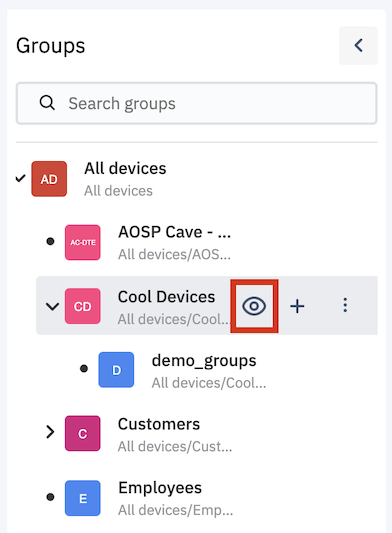 Groups
Search groups
AD
All devices
All devices
AC-DTE
AOSP Cave - ...
All devices/AOS...
CD
Cool Devices
All devices/Cool...
D
demo_groups
All devices/Cool...
C
Customers
All devices/Cust...
E
Employees
All devices/Emp...